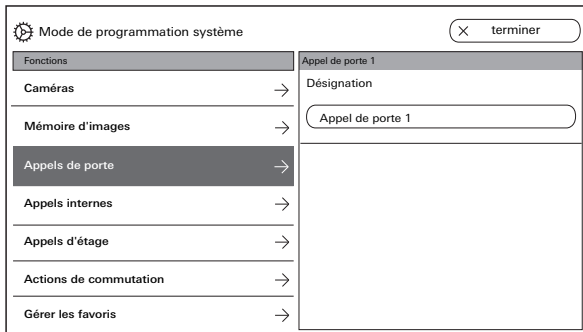 Mode de programmation système
terminer
Fonctions
Caméras
Mémoire d'images
Appels de porte
Appels internes
Appels d'étage
Actions de commutation
Gérer les favoris
Appel de porte 1
Désignation
Appel de porte 1